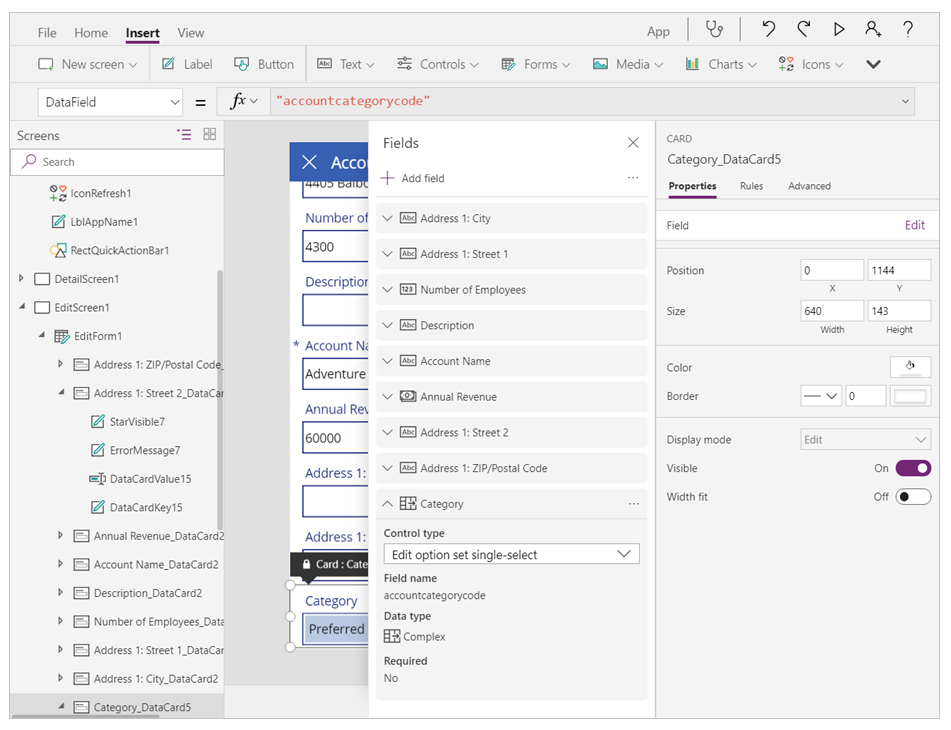 File Home Insert View App
New screen Label Button Text Controls Forms Media Charts Icons
DataField = fx "accountcategorycode"
Screens
Search
IconRefresh1
LblAppName1
RectQuickActionBar1
DetailScreen1
EditScreen1
EditForm1
Address 1: ZIP/Postal Code_
Address 1: Street 2_DataCar
StarVisible7
ErrorMessage7
DataCardValue15
DataCardKey15
Annual Revenue_DataCard2
Account Name_DataCard2
Description_DataCard2
Number of Employees_Data
Address 1: Street 1_DataCar
Address 1: City_DataCard2
Category_DataCard5
Acco
4405 Balbo
Number of
4300
Description
* Account Na
Adventure
Annual Rev
60000
Address 1:
Address 1:
Card : Cate
Category
Preferred
Fields
Add field
Abc Address 1: City
Abc Address 1: Street 1
123 Number of Employees
Abc Description
Abc Account Name
Annual Revenue
Abc Address 1: Street 2
Abc Address 1: ZIP/Postal Code
Category
Control type
Edit option set single-select
Field name
accountcategorycode
Data type
Complex
Required
No
CARD
Category_DataCard5
Properties Rules Advanced
Field Edit
Position 0 1144
X Y
Size 640 143
Width Height
Color
Border 0
Display mode Edit
Visible On
Width fit Off